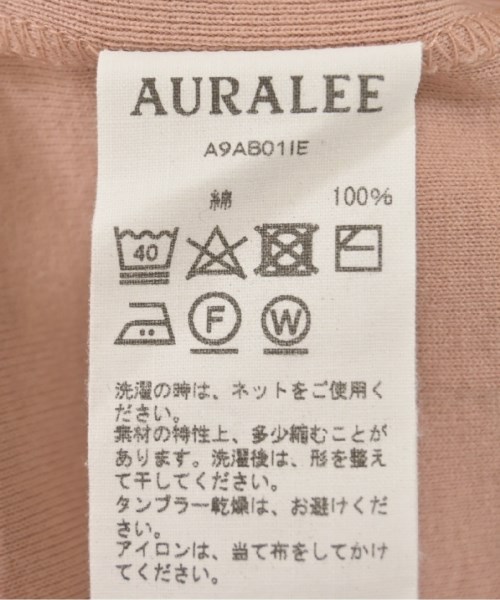 AURALEE
A9AB01IE
綿 100%
40
F W
洗濯の時は、ネットをご使用く
ださい。
素材の特性上、多少縮むことが
あります。洗濯後は、形を整え
て干してください。
タンブラー乾燥は、お避けくだ
さい。
アイロンは、当て布をしてかけ
てください。